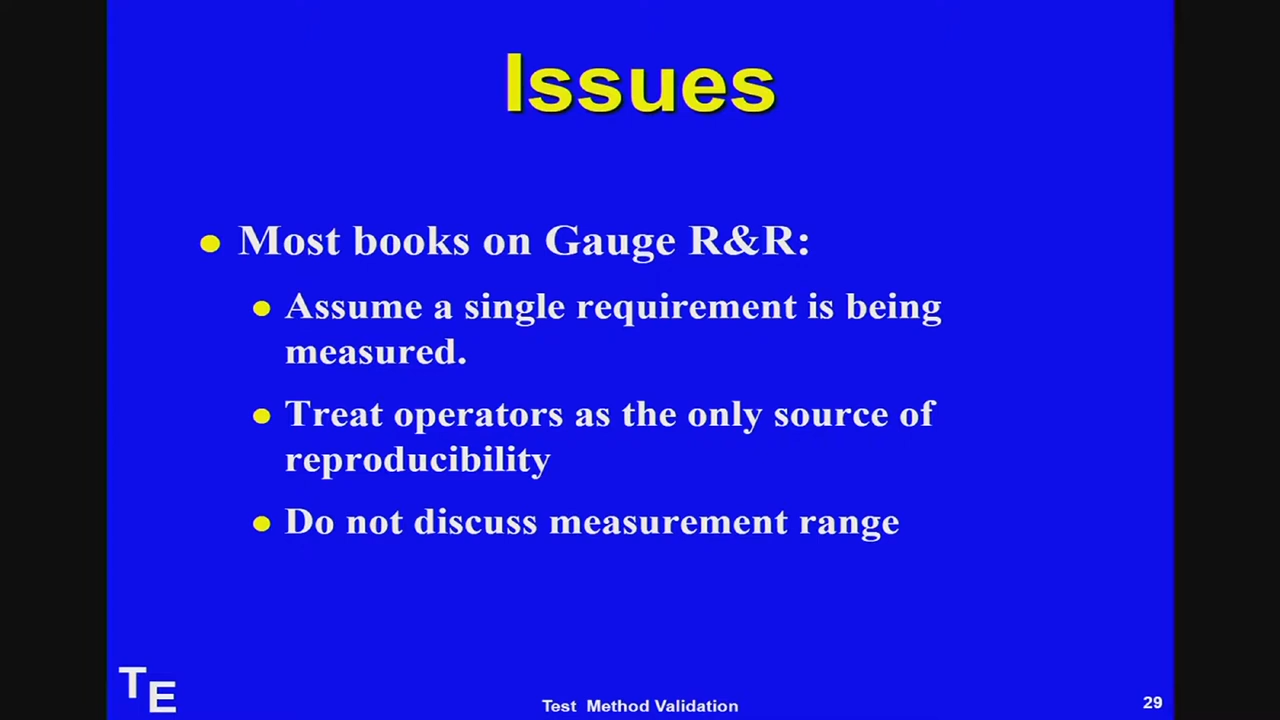 Issues
Most books on Gauge R&R:
Assume a single requirement is being
measured.
Treat operators as the only source of
reproducibility
Do not discuss measurement range
TE
Test Method Validation
29